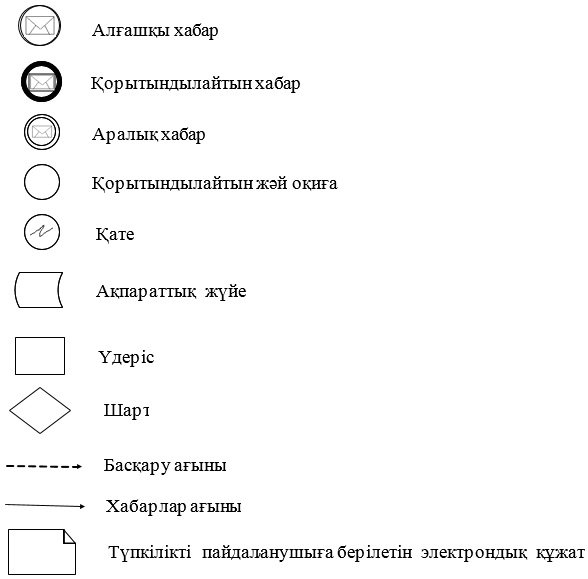 Алғашқы хабар
Қорытындылайтын хабар
Аралық хабар
Қорытындылайтын жәй оқиға
Қате
Ақпараттық жүйе
Үдеріс
Шарт
Басқару ағыны
Хабарлар ағыны
Түпкілікті пайдаланушыға берілетін электрондық құжат